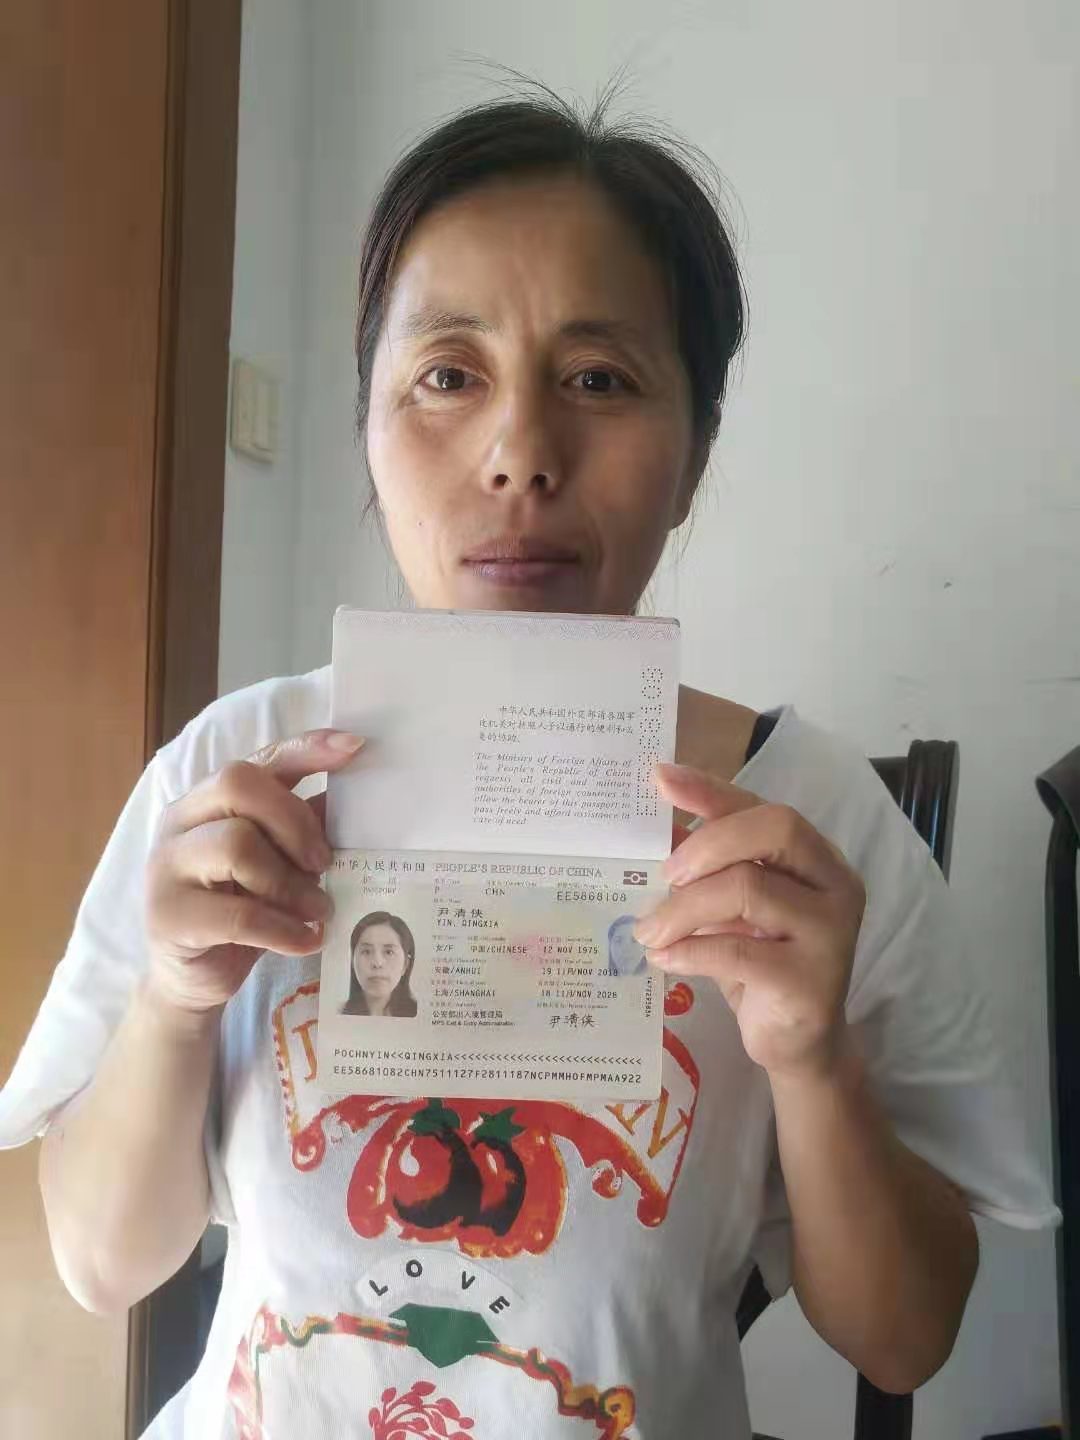 中华人民共和国外交部请各国军
政机关对持照人予以通行的便利和必
要的协助。
The Ministry of Foreign Affairs of
the People's Republic of China
requests all civil and military
authorities of foreign countries to
allow the bearer of this passport to
pass freely and afford assistance in
case of need.
EE5868108
中华人民共和国 PEOPLE'S REPUBLIC OF CHINA
护 照
PASSPORT
P CHN EE5868108
尹清侠
YIN, QINGXIA
女/F 中国/CHINESE 12 NOV 1975
安徽/ANHUI 19 11月/NOV 2018
上海/SHANGHAI 18 11月/NOV 2028
公安部出入境管理局
MPS Exit & Entry Administration
尹清侠
POCHNYIN<<QINGXIA<<<<<<<<<<<<<<<<<<<<<<<<<<<
EE58681082CHN7511127F2811187NCPMMHOFMPMAA922
LOVE